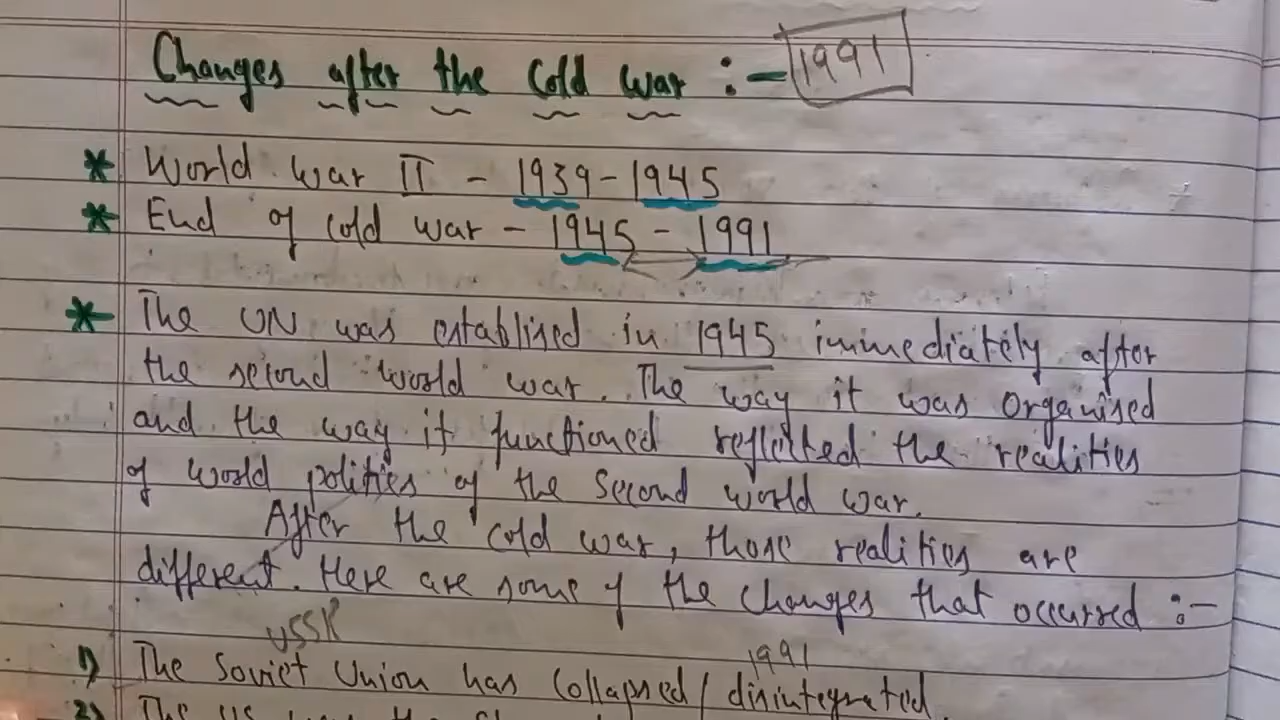 Changes after the Cold War :- 1991
* World War II - 1939-1945
* End of Cold War - 1945 - 1991
* The UN was establised in 1945 immediately after
the second world war. The way it was Organised
and the way it functioned reflected the realities
of world politics of the Second world war.
After the cold war, those realities are
different. Here are some of the changes that occurred :-
USSR
1991
1) The Soviet Union has Collapsed / disintegrated.
2) The US